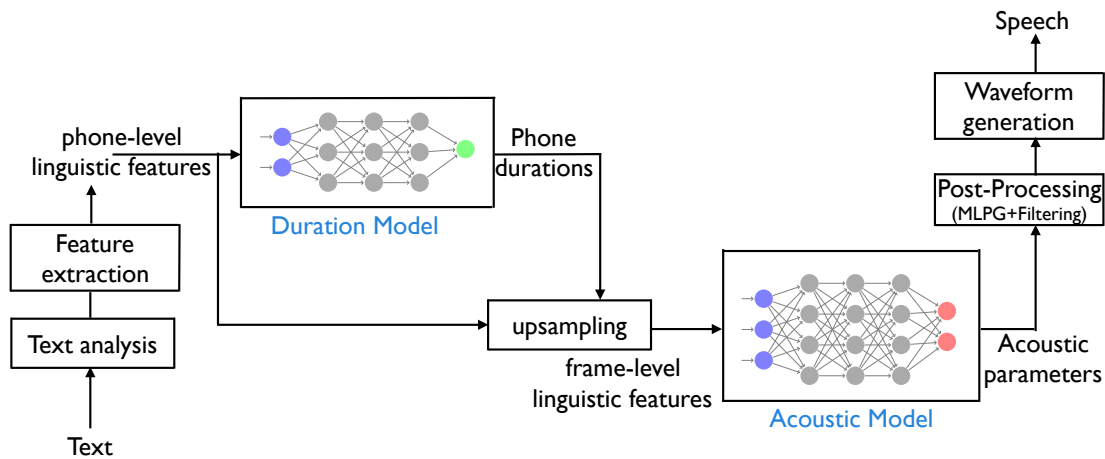 Speech
Waveform
generation
phone-level
linguistic features
Phone
durations
Post-Processing
(MLPG+Filtering)
Duration Model
Feature
extraction
upsampling
Text analysis
frame-level
linguistic features
Acoustic
parameters
Acoustic Model
Text